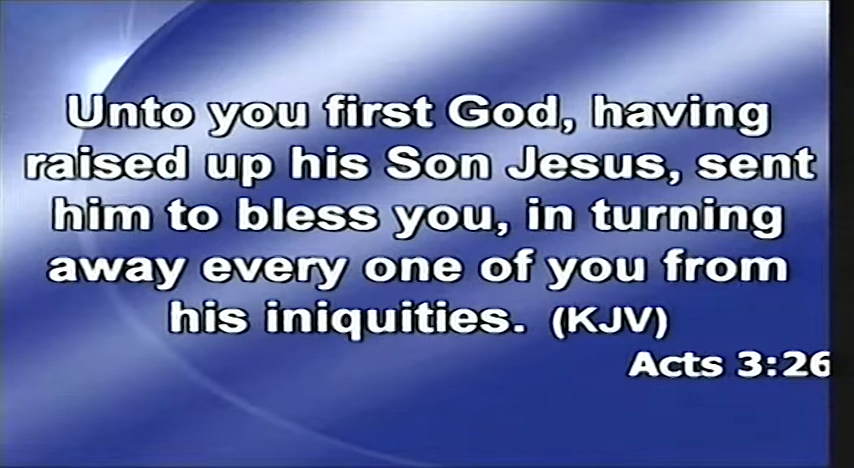 Unto you first God, having
raised up his Son Jesus, sent
him to bless you, in turning
away every one of you from
his iniquities. (KJV)
Acts 3:26